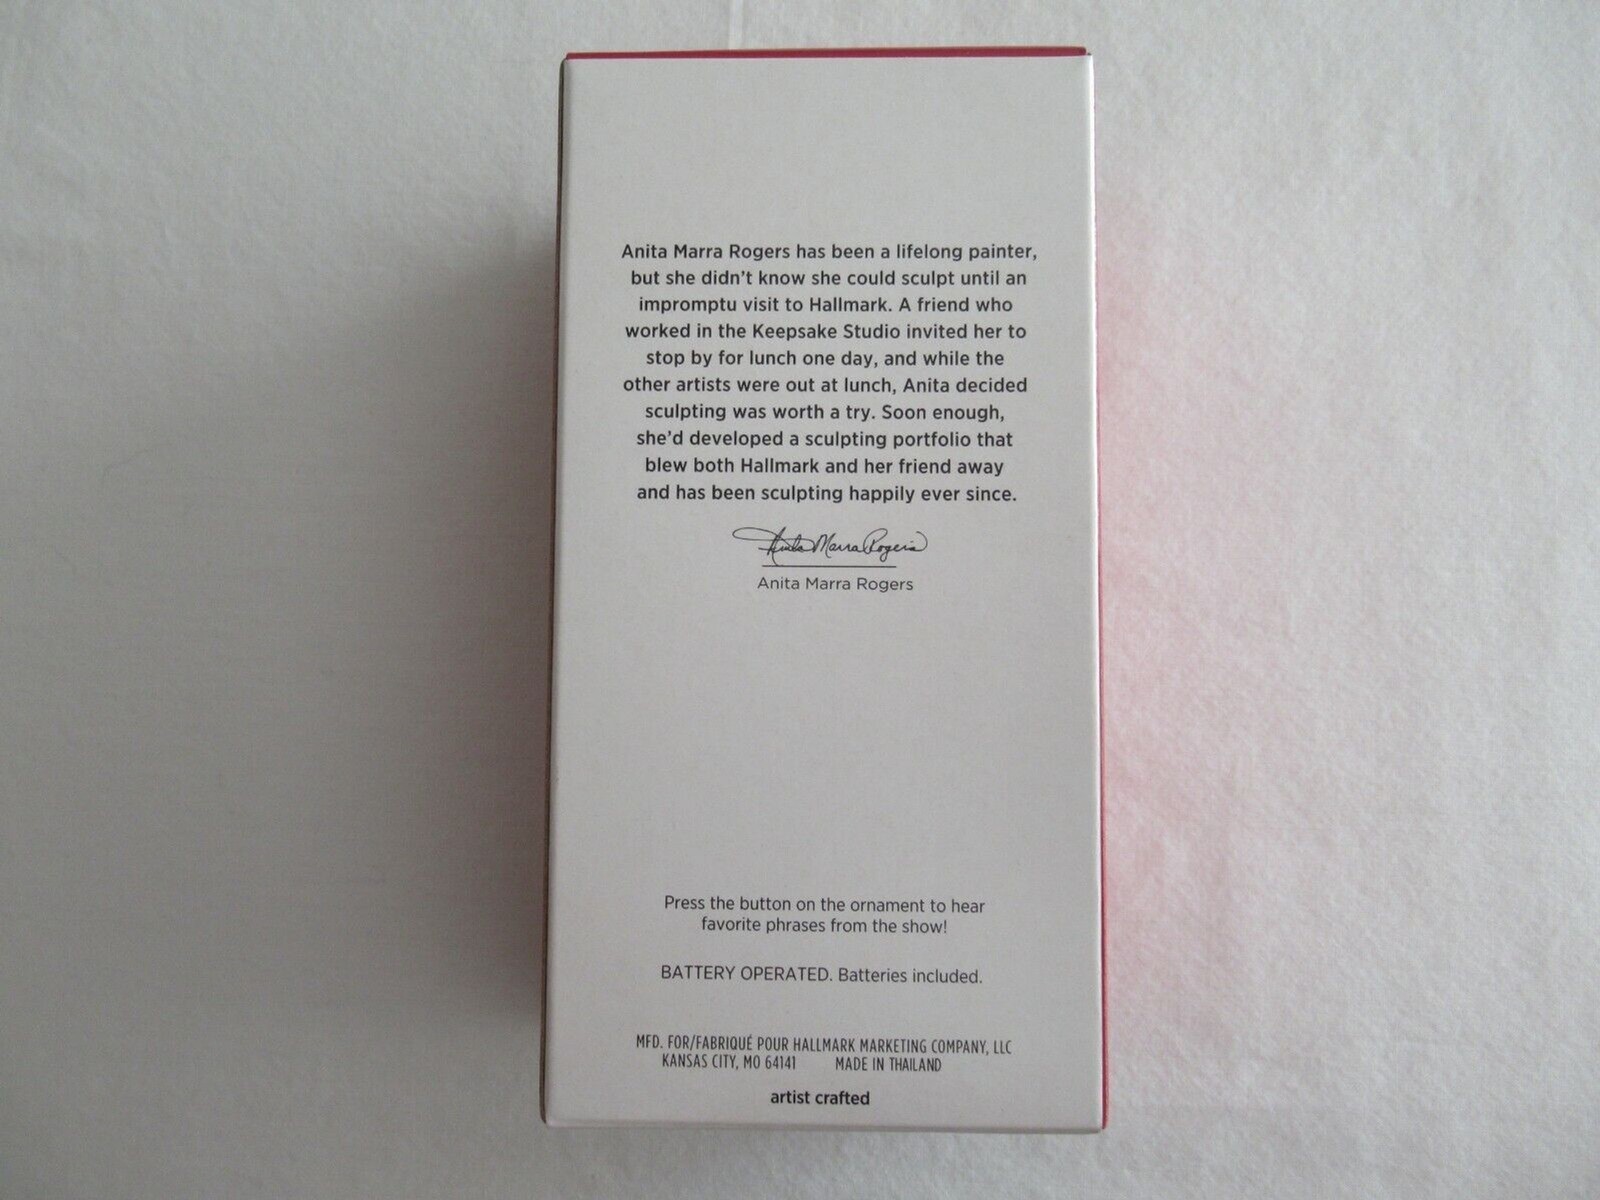 Anita Marra Rogers has been a lifelong painter,
but she didn't know she could sculpt until an
impromptu visit to Hallmark. A friend who
worked in the Keepsake Studio invited her to
stop by for lunch one day, and while the
other artists were out at lunch, Anita decided
sculpting was worth a try. Soon enough,
she'd developed a sculpting portfolio that
blew both Hallmark and her friend away
and has been sculpting happily ever since.
Anita Marra Rogers
Anita Marra Rogers
Press the button on the ornament to hear
favorite phrases from the show!
BATTERY OPERATED. Batteries included.
MFD. FOR/FABRIQUÉ POUR HALLMARK MARKETING COMPANY, LLC
KANSAS CITY, MO 64141 MADE IN THAILAND
artist crafted